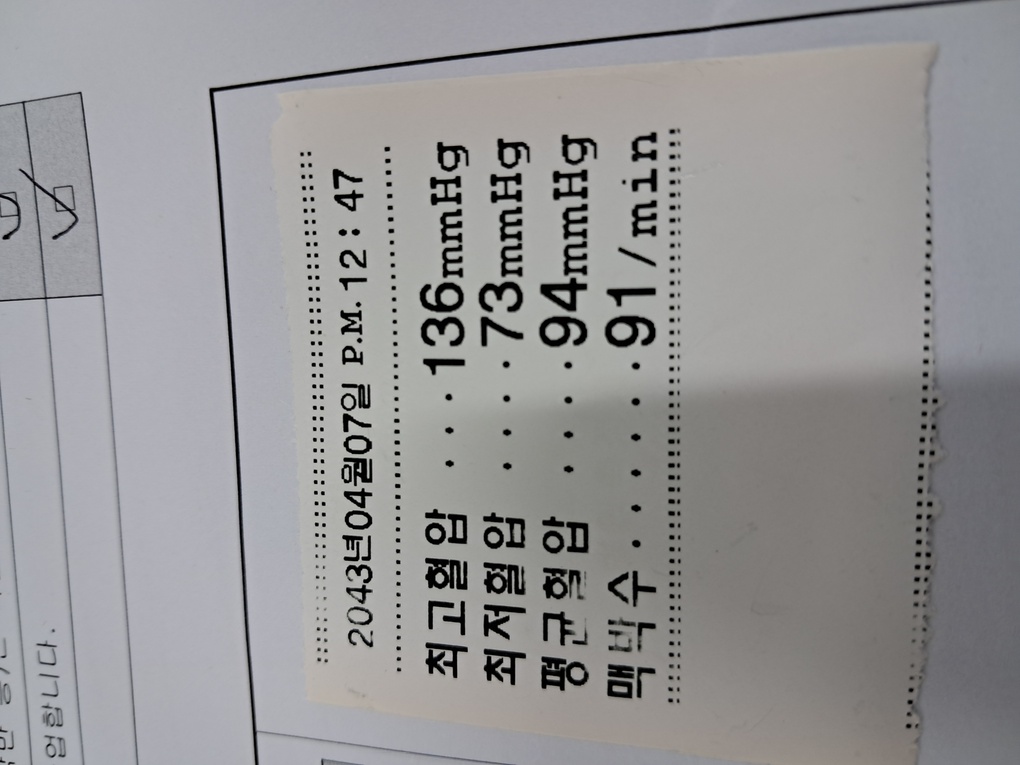 2043년04월07일 P.M.12:47
최고혈압 ...136mmHg
최저혈압 ....73mmHg
평균혈압 ....94mmHg
맥박수......91/min
업합니다.